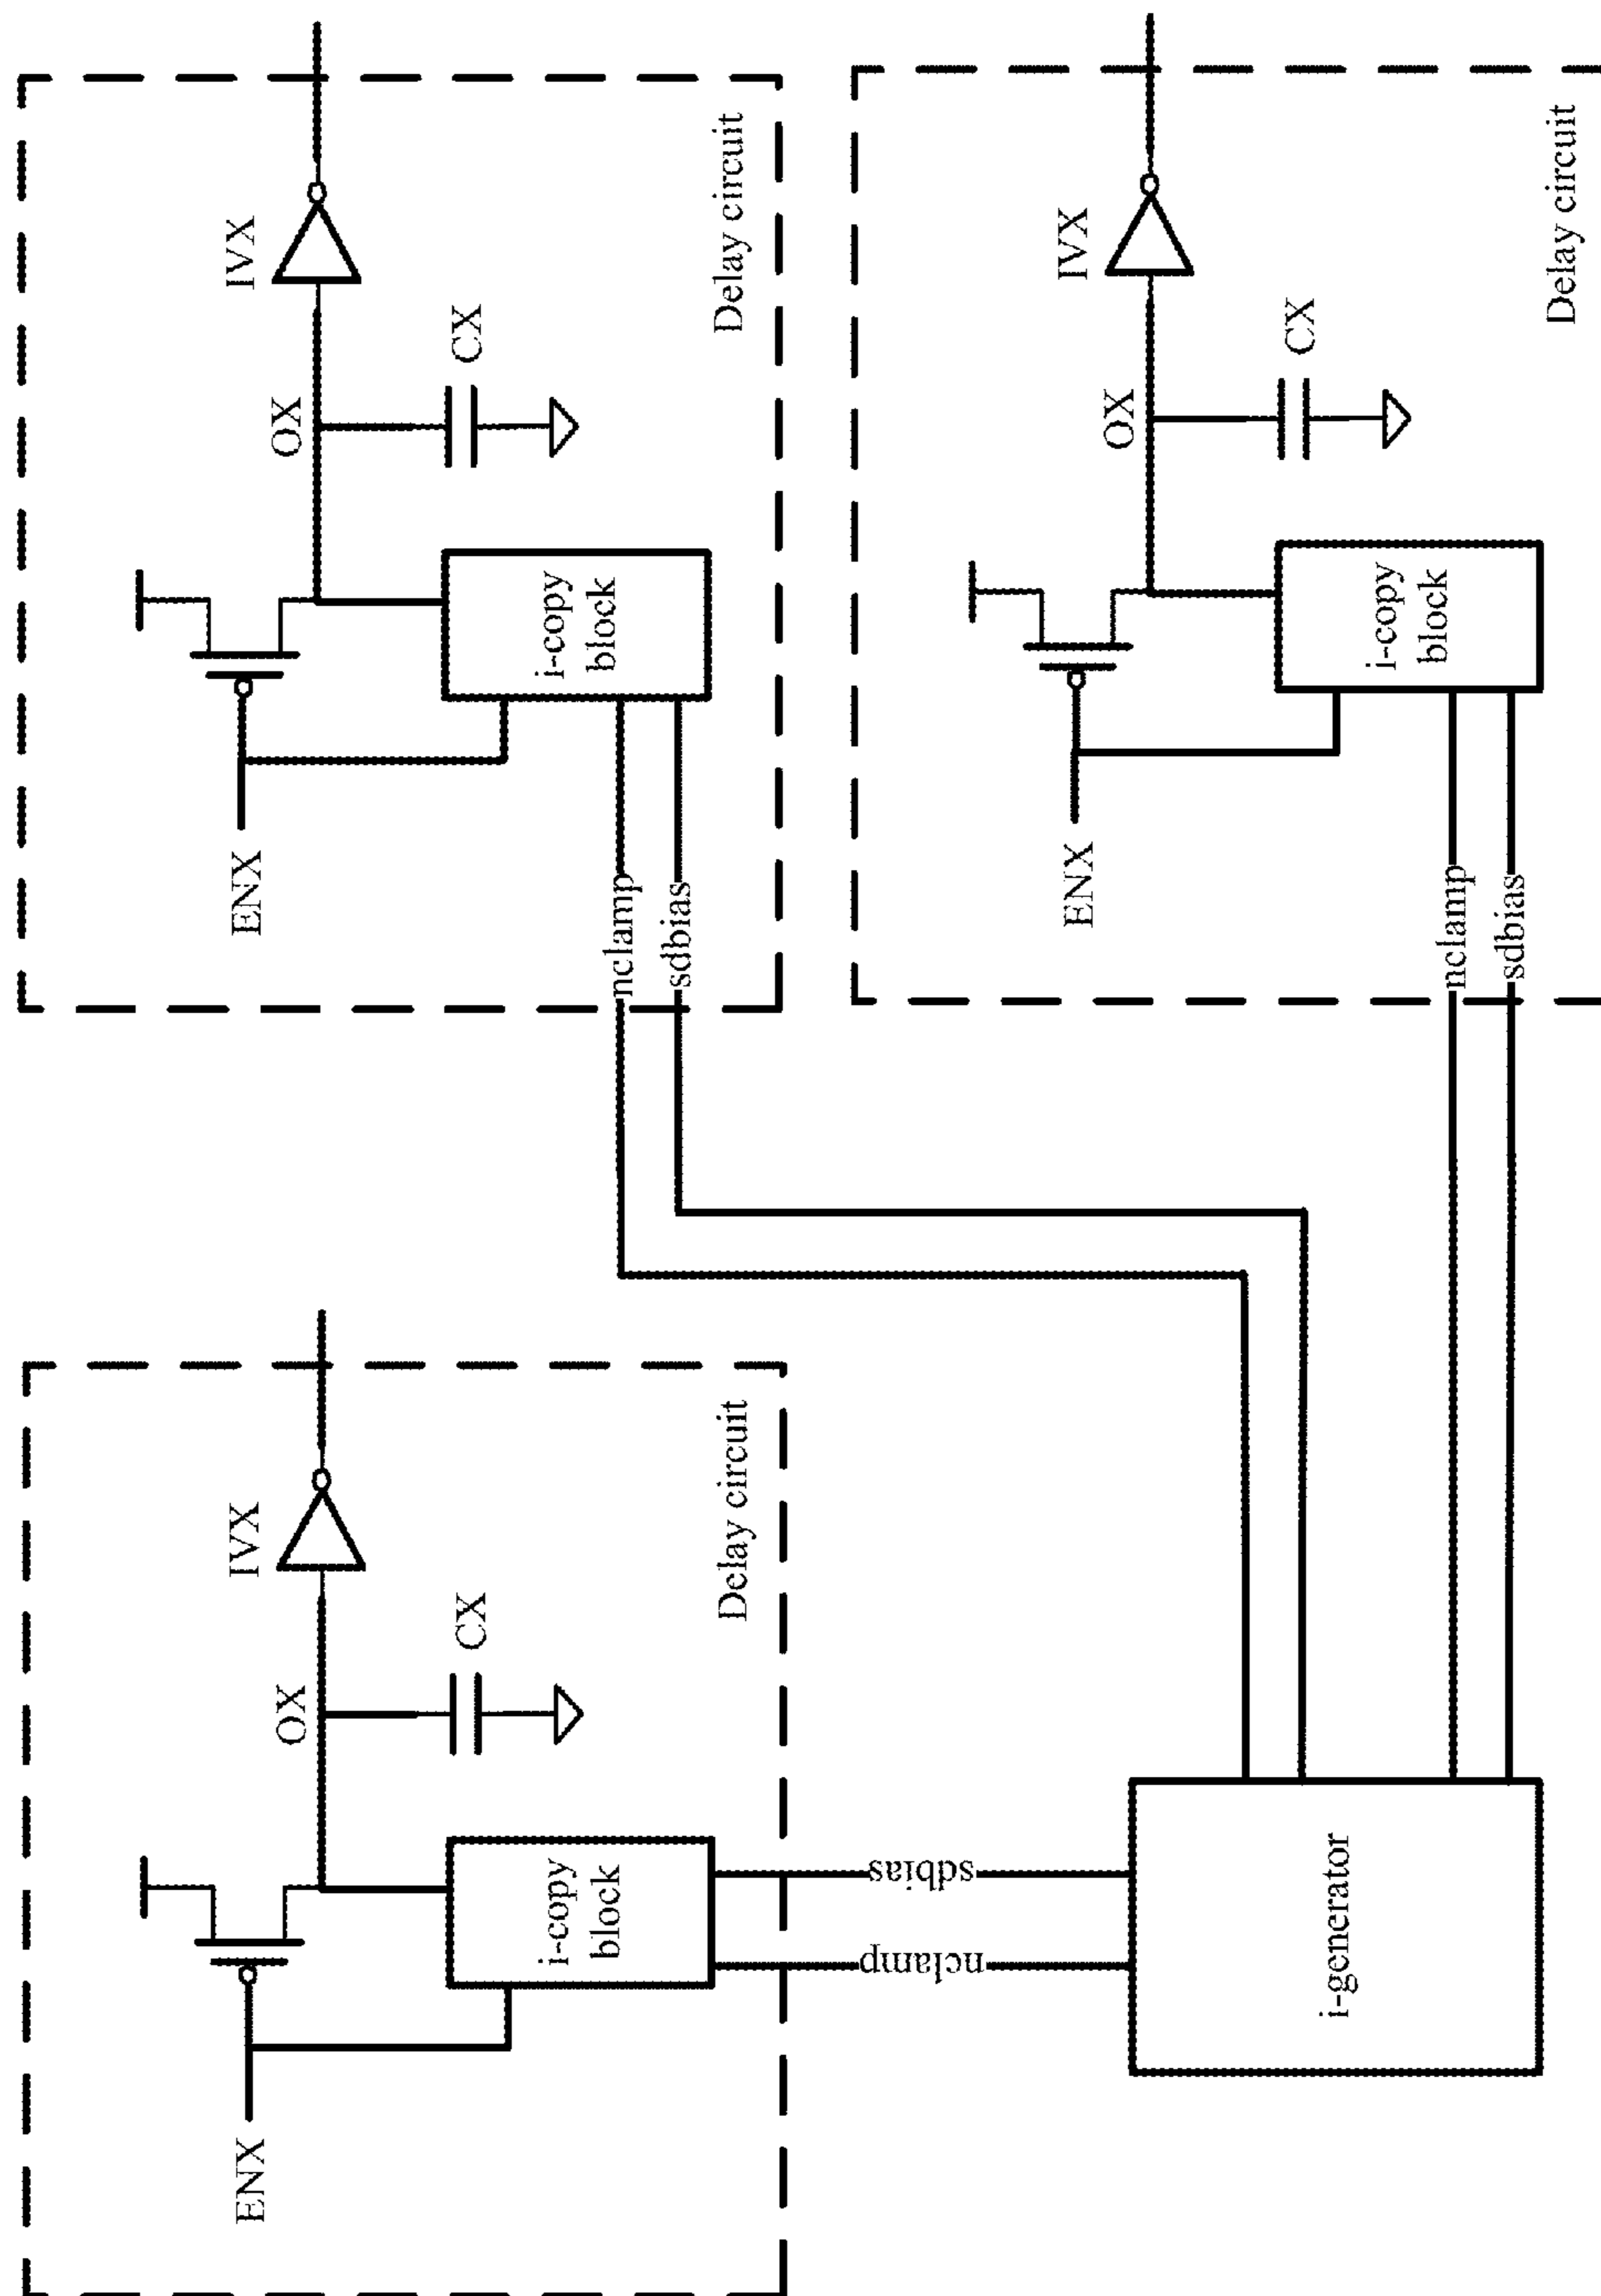 ENX
OX
IVX
CX
i-copy
block
Delay circuit
nclamp
sdbias
i-generator
ENX
OX
IVX
CX
i-copy
block
Delay circuit
nclamp
sdbias
ENX
OX
IVX
CX
i-copy
block
Delay circuit
nclamp
sdbias